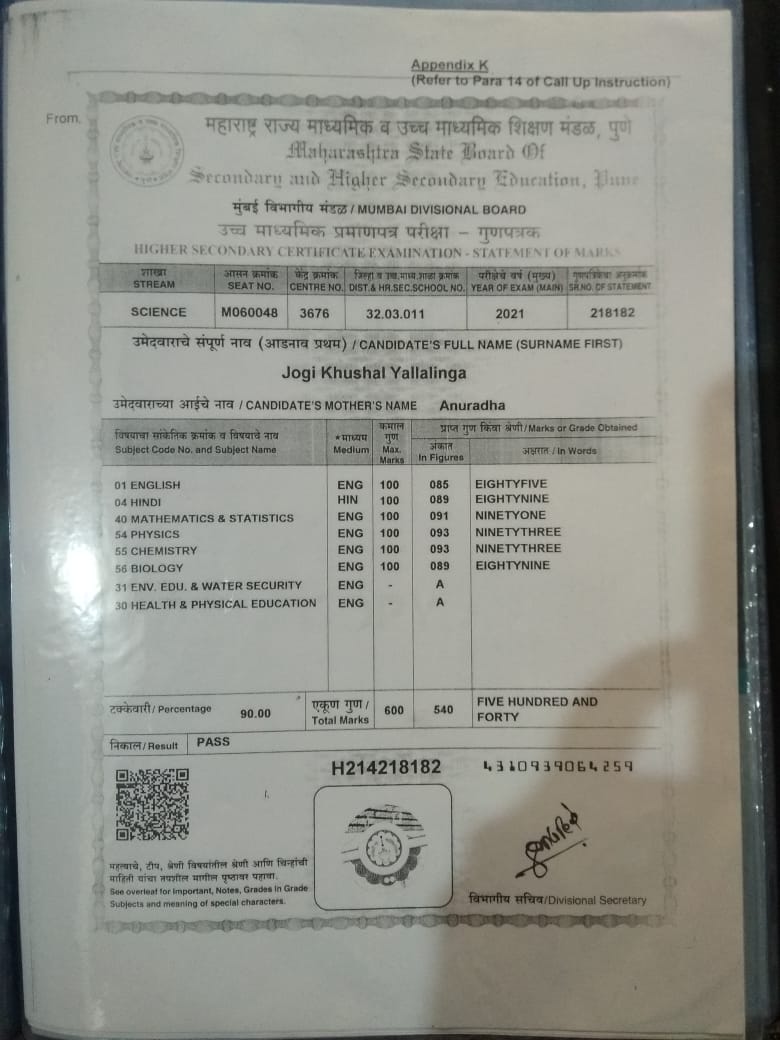 Appendix K
(Refer to Para 14 of Call Up Instruction)
From,
महाराष्ट्र राज्य माध्यमिक व उच्च माध्यमिक शिक्षण मंडळ, पुणे
Maharashtra State Board Of
Secondary and Higher Secondary Education, Pune
मुंबई विभागीय मंडळ / MUMBAI DIVISIONAL BOARD
उच्च माध्यमिक प्रमाणपत्र परीक्षा – गुणपत्रक
HIGHER SECONDARY CERTIFICATE EXAMINATION - STATEMENT OF MARKS
शाखा आसन क्रमांक केंद्र क्रमांक जिल्हा व उच्च.माध्य.शाळा क्रमांक परीक्षेचे वर्ष (मुख्य) गुणपत्रिकेचा अनुक्रमांक
STREAM SEAT NO. CENTRE NO. DIST.& HR.SEC.SCHOOL NO. YEAR OF EXAM (MAIN) SR.NO. OF STATEMENT
SCIENCE M060048 3676 32.03.011 2021 218182
उमेदवाराचे संपूर्ण नाव (आडनाव प्रथम) / CANDIDATE'S FULL NAME (SURNAME FIRST)
Jogi Khushal Yallalinga
उमेदवाराच्या आईचे नाव / CANDIDATE'S MOTHER'S NAME Anuradha
विषयाचा सांकेतिक क्रमांक व विषयाचे नाव
Subject Code No. and Subject Name
★माध्यम
Medium
कमाल
गुण
Max.
Marks
प्राप्त गुण किंवा श्रेणी/Marks or Grade Obtained
अंकात
In Figures
अक्षरात / In Words
01 ENGLISH ENG 100 085 EIGHTYFIVE
04 HINDI HIN 100 089 EIGHTYNINE
40 MATHEMATICS & STATISTICS ENG 100 091 NINETYONE
54 PHYSICS ENG 100 093 NINETYTHREE
55 CHEMISTRY ENG 100 093 NINETYTHREE
56 BIOLOGY ENG 100 089 EIGHTYNINE
31 ENV. EDU. & WATER SECURITY ENG - A
30 HEALTH & PHYSICAL EDUCATION ENG - A
टक्केवारी/ Percentage 90.00
एकूण गुण /
Total Marks
600 540
FIVE HUNDRED AND
FORTY
निकाल/Result PASS
H214218182 4310939064259
महत्वाचे, टीप, श्रेणी विषयांतील श्रेणी आणि चिन्हांची
माहिती यांचा तपशील मागील पृष्ठावर पहावा.
See overleaf for Important, Notes, Grades in Grade
Subjects and meaning of special characters.
विभागीय सचिव/Divisional Secretary